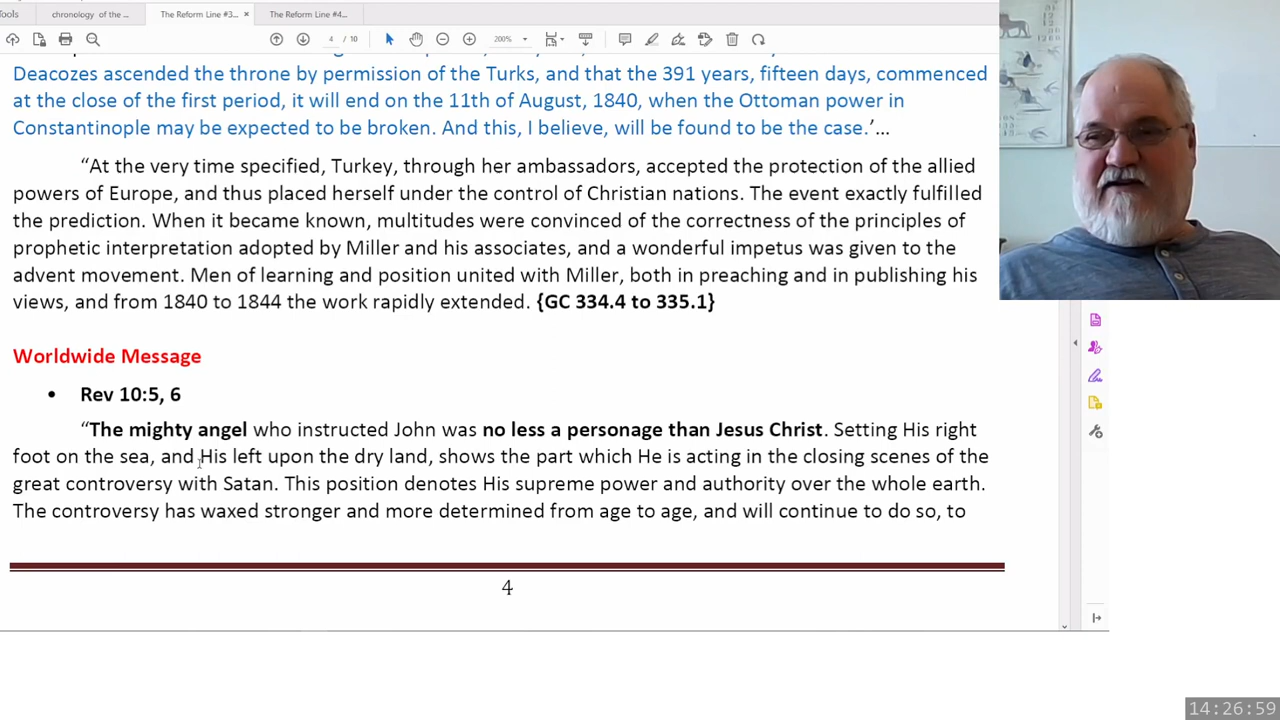 Tools
chronology of the ...
The Reform Line #3...
The Reform Line #4...
4 / 10
200%
Deacozes ascended the throne by permission of the Turks, and that the 391 years, fifteen days, commenced
at the close of the first period, it will end on the 11th of August, 1840, when the Ottoman power in
Constantinople may be expected to be broken. And this, I believe, will be found to be the case.’…
“At the very time specified, Turkey, through her ambassadors, accepted the protection of the allied
powers of Europe, and thus placed herself under the control of Christian nations. The event exactly fulfilled
the prediction. When it became known, multitudes were convinced of the correctness of the principles of
prophetic interpretation adopted by Miller and his associates, and a wonderful impetus was given to the
advent movement. Men of learning and position united with Miller, both in preaching and in publishing his
views, and from 1840 to 1844 the work rapidly extended. {GC 334.4 to 335.1}
Worldwide Message
• Rev 10:5, 6
“The mighty angel who instructed John was no less a personage than Jesus Christ. Setting His right
foot on the sea, and His left upon the dry land, shows the part which He is acting in the closing scenes of the
great controversy with Satan. This position denotes His supreme power and authority over the whole earth.
The controversy has waxed stronger and more determined from age to age, and will continue to do so, to
4
14:26:59